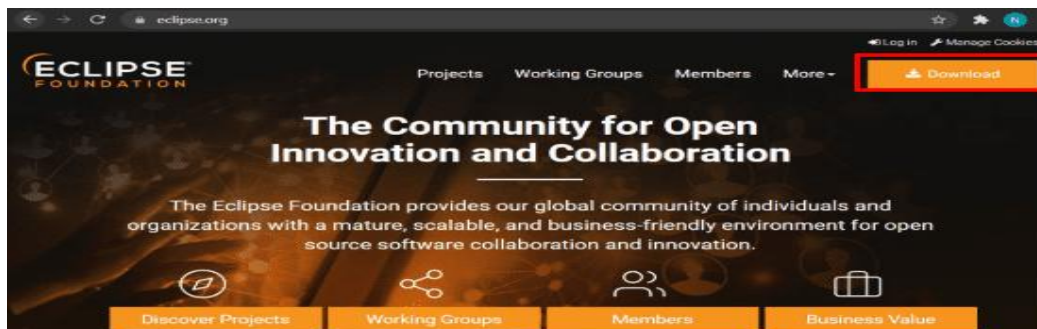 eclipse.org
Log in Manage Cookies
ECLIPSE
FOUNDATION
Projects Working Groups Members More Download
The Community for Open
Innovation and Collaboration
The Eclipse Foundation provides our global community of individuals and
organizations with a mature, scalable, and business-friendly environment for open
source software collaboration and innovation.
Discover Projects Working Groups Members Business Value
N